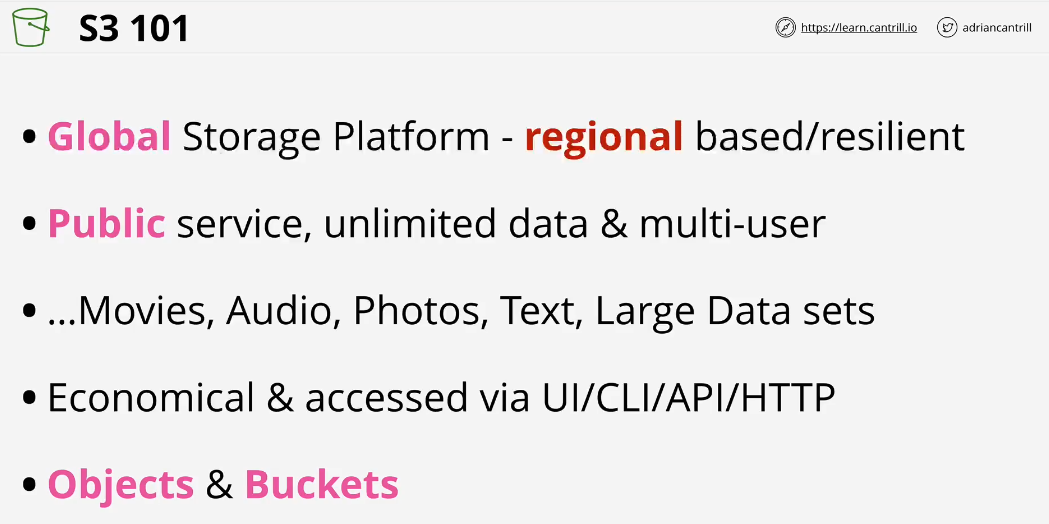 S3 101
https://learn.cantrill.io
adriancantrill
• Global Storage Platform - regional based/resilient
• Public service, unlimited data & multi-user
• ...Movies, Audio, Photos, Text, Large Data sets
• Economical & accessed via UI/CLI/API/HTTP
• Objects & Buckets